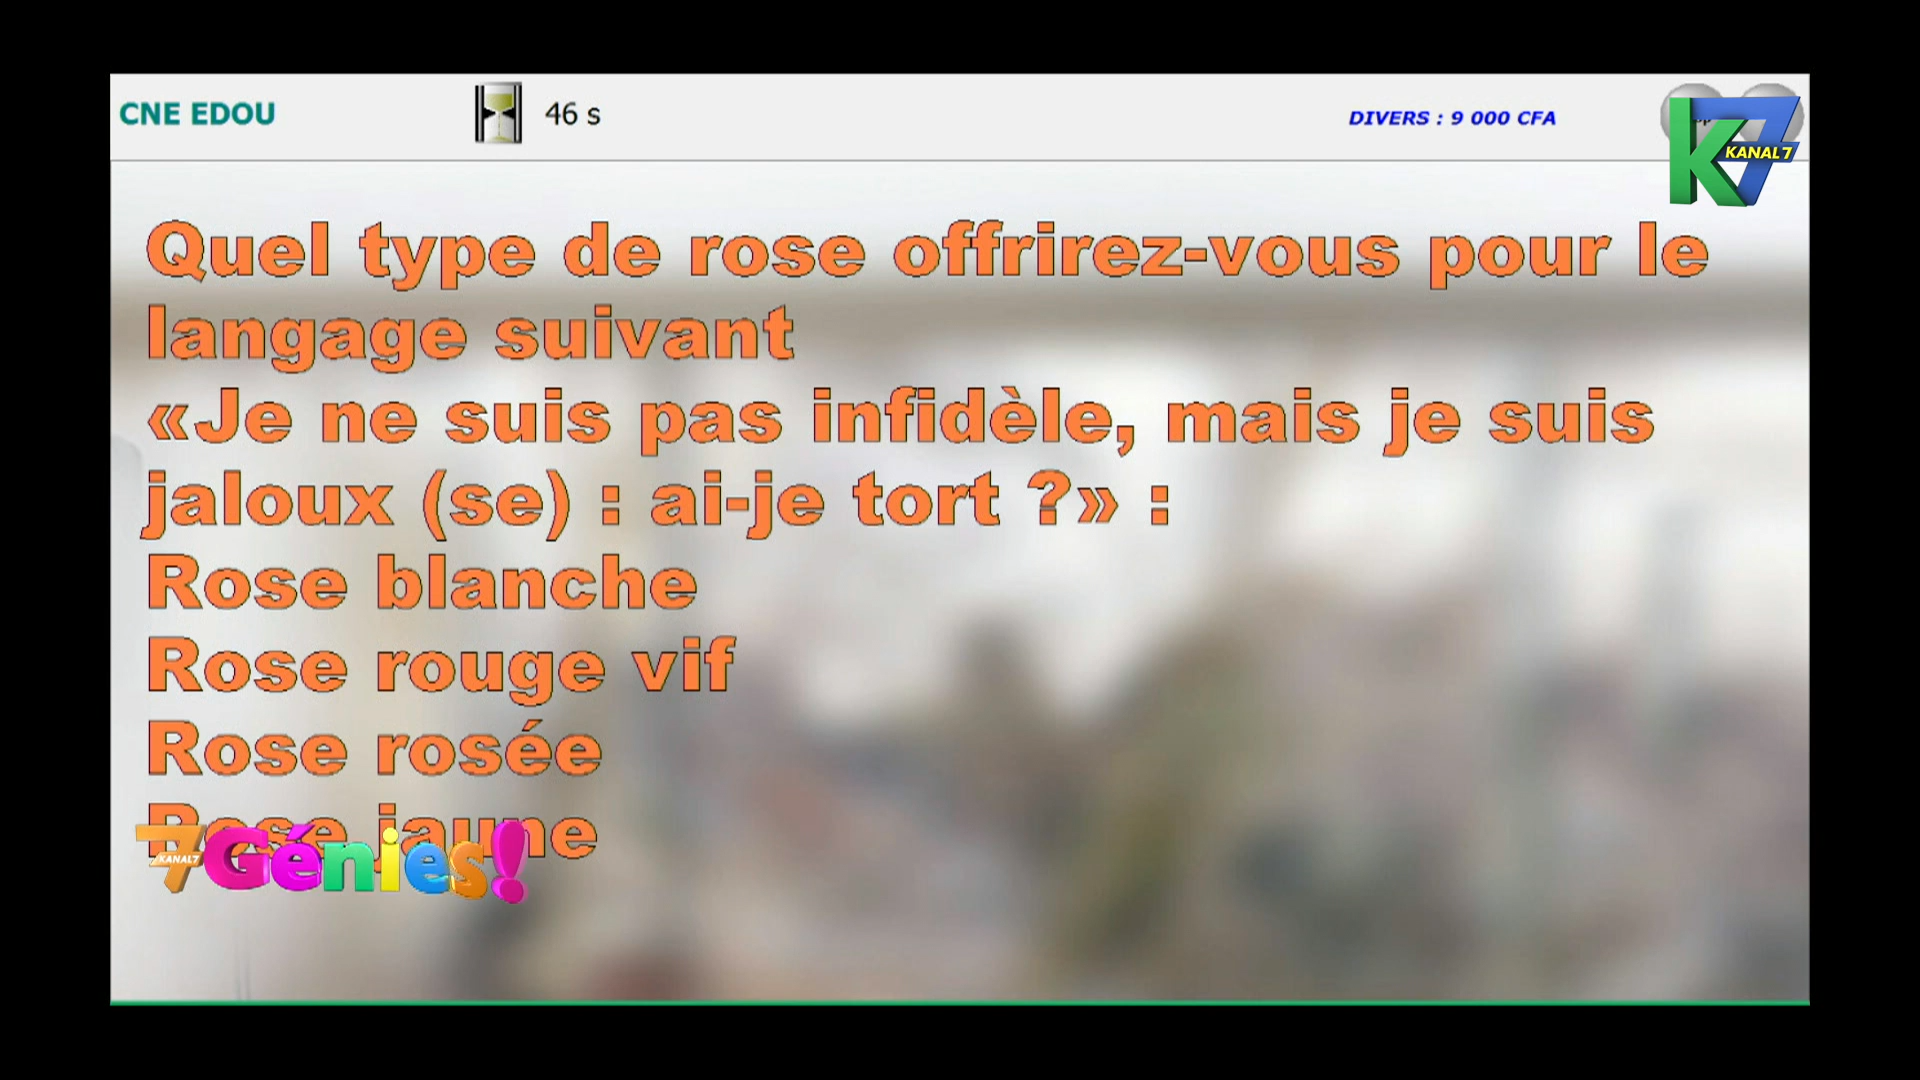 CNE EDOU
46 s
DIVERS : 9 000 CFA
KANAL7
Quel type de rose offrirez-vous pour le
langage suivant
«Je ne suis pas infidèle, mais je suis
jaloux (se) : ai-je tort ?» :
Rose blanche
Rose rouge vif
Rose rosée
Rose jaune
7 KANAL7 Génies!